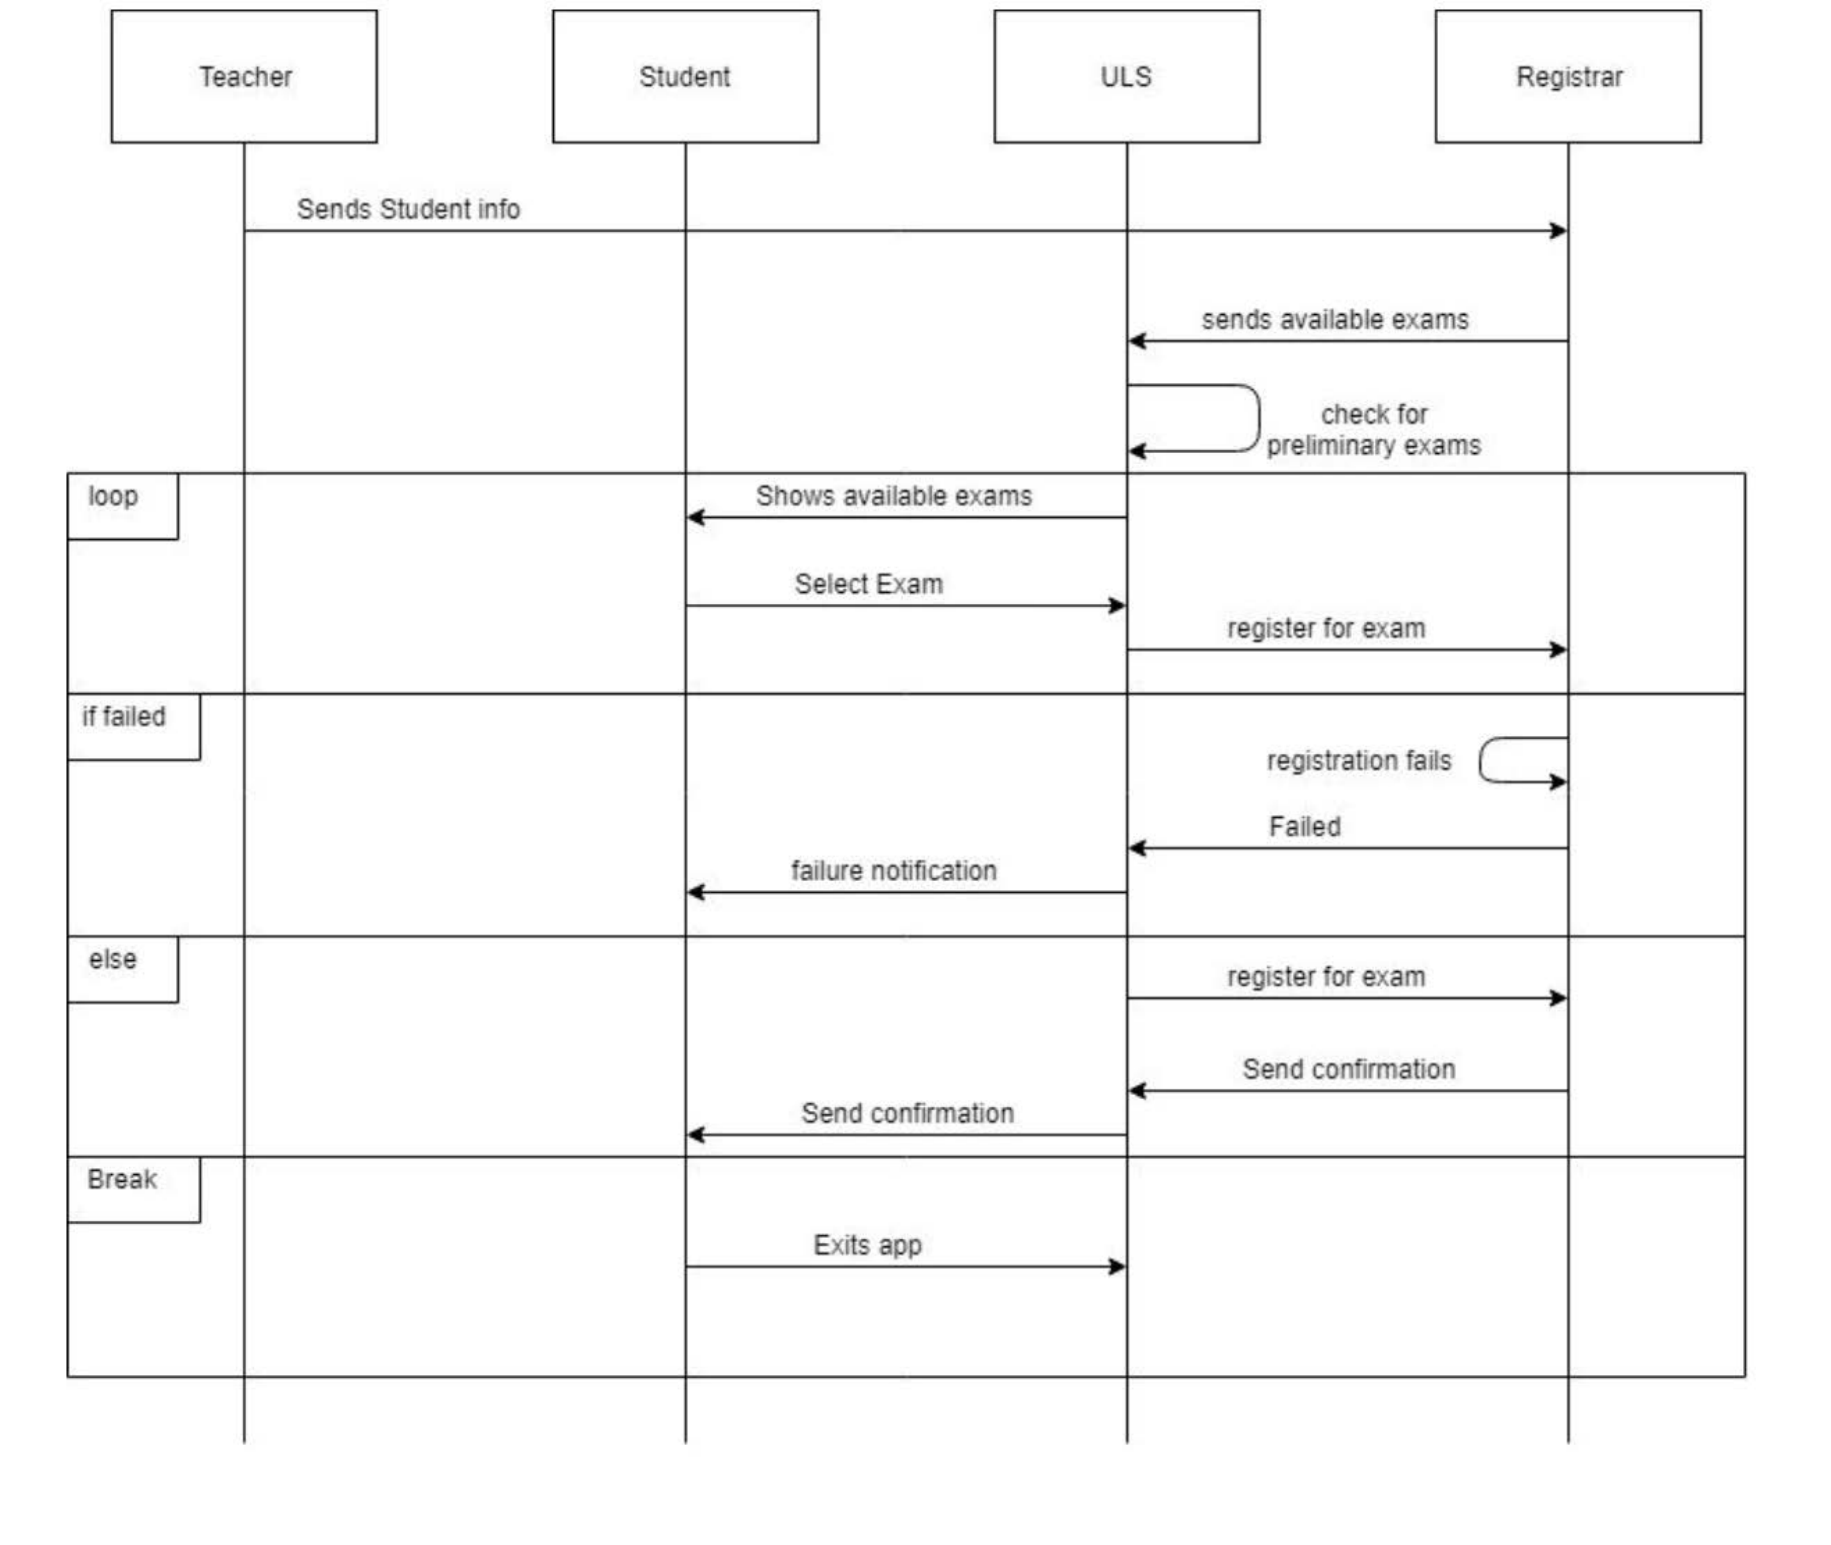 Teacher
Student
ULS
Registrar
Sends Student info
sends available exams
check for
preliminary exams
loop
Shows available exams
Select Exam
register for exam
if failed
registration fails
Failed
failure notification
else
register for exam
Send confirmation
Send confirmation
Break
Exits app